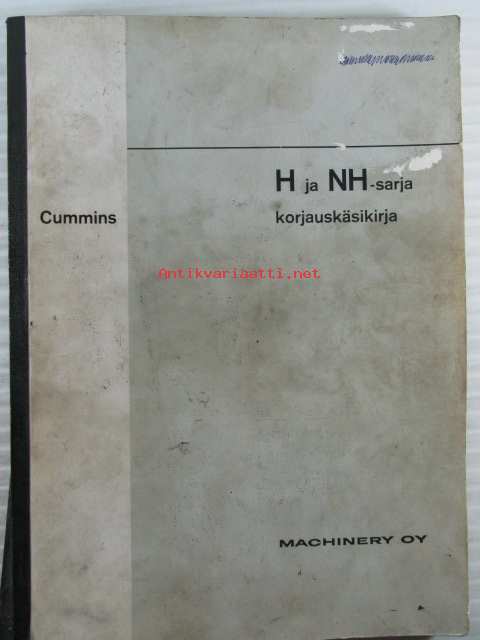 H ja NH-sarja
Cummins
korjauskäsikirja
Antikvariaatti.net
MACHINERY OY